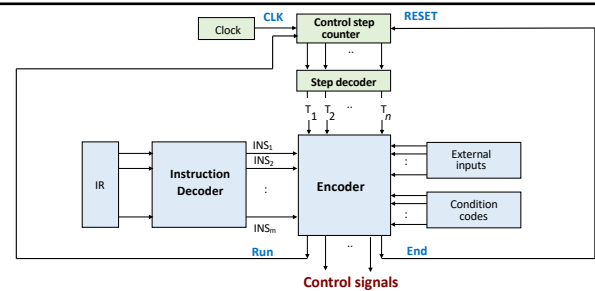 CLK
RESET
Clock
Control step
counter
..
Step decoder
T1 T2 .. Tn
INS1
INS2
:
INSm
IR
Instruction
Decoder
Encoder
:
External
inputs
:
Condition
codes
Run
..
End
Control signals